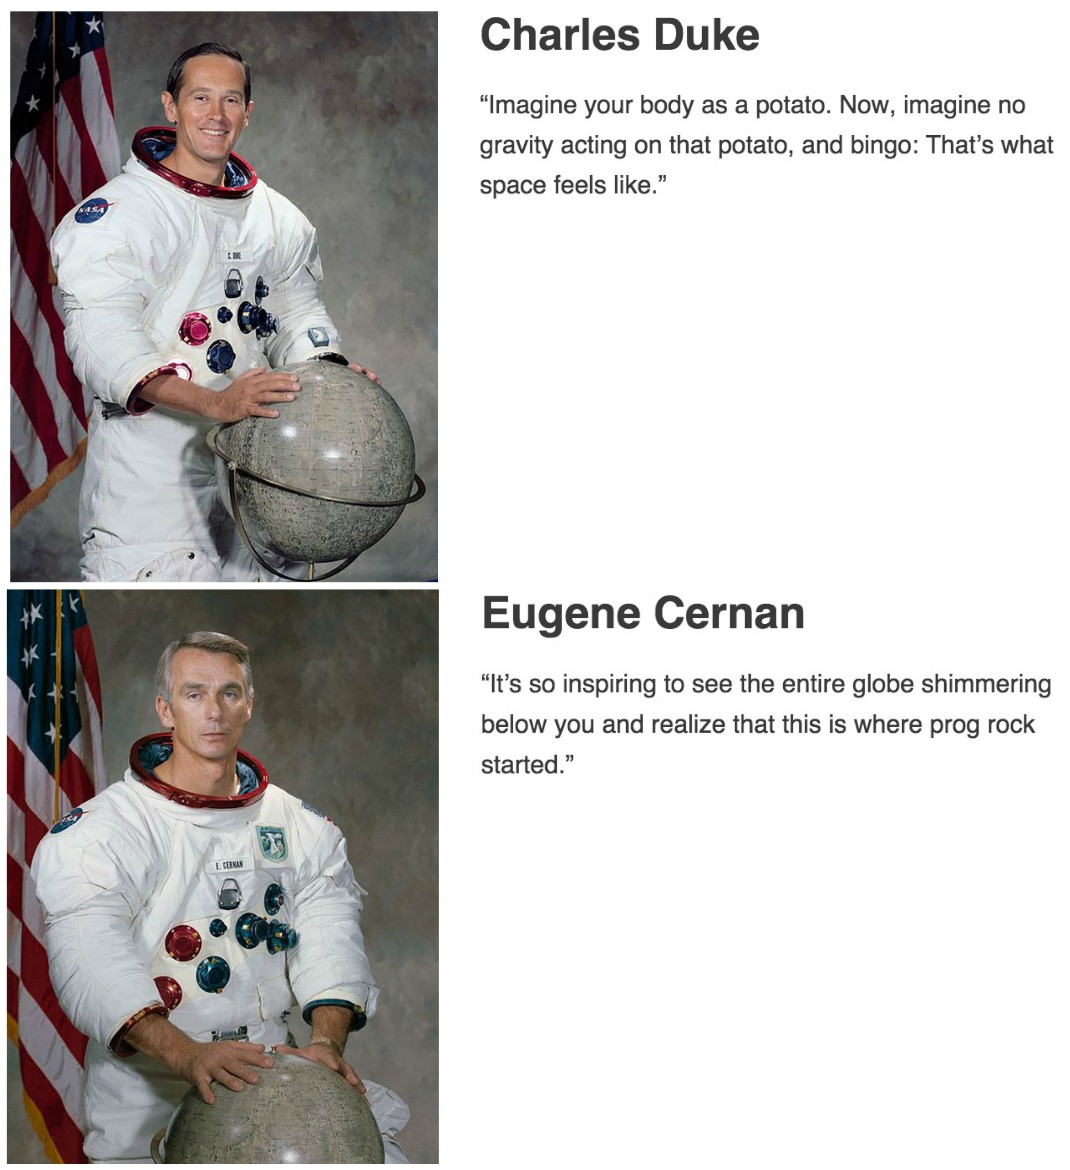 Charles Duke
“Imagine your body as a potato. Now, imagine no
gravity acting on that potato, and bingo: That’s what
space feels like.”
NASA
C. DUKE
Eugene Cernan
“It’s so inspiring to see the entire globe shimmering
below you and realize that this is where prog rock
started.”
E. CERNAN